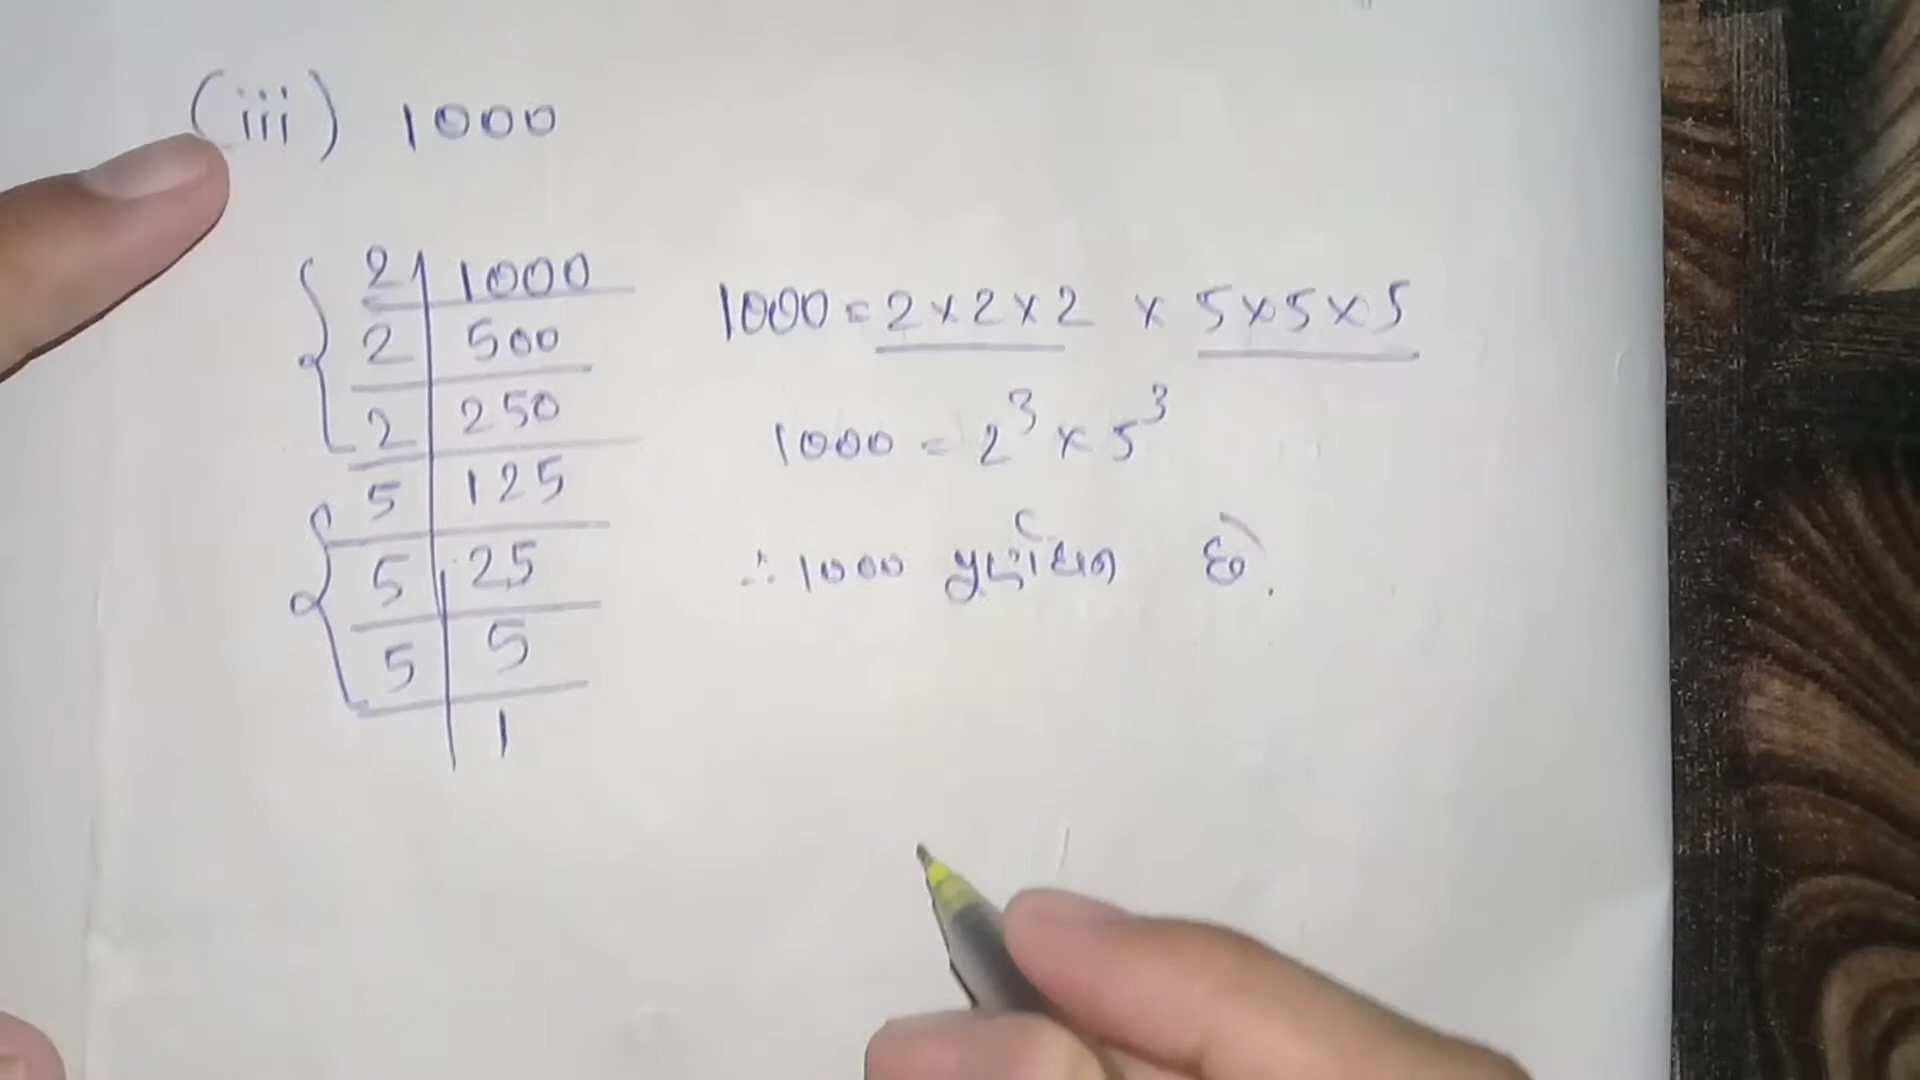 (iii) 1000
2 | 1000
2 | 500
2 | 250
5 | 125
5 | 25
5 | 5
1
1000 = 2 × 2 × 2 × 5 × 5 × 5
1000 = 2³ × 5³
∴ 1000 પૂર્ણઘન છે.